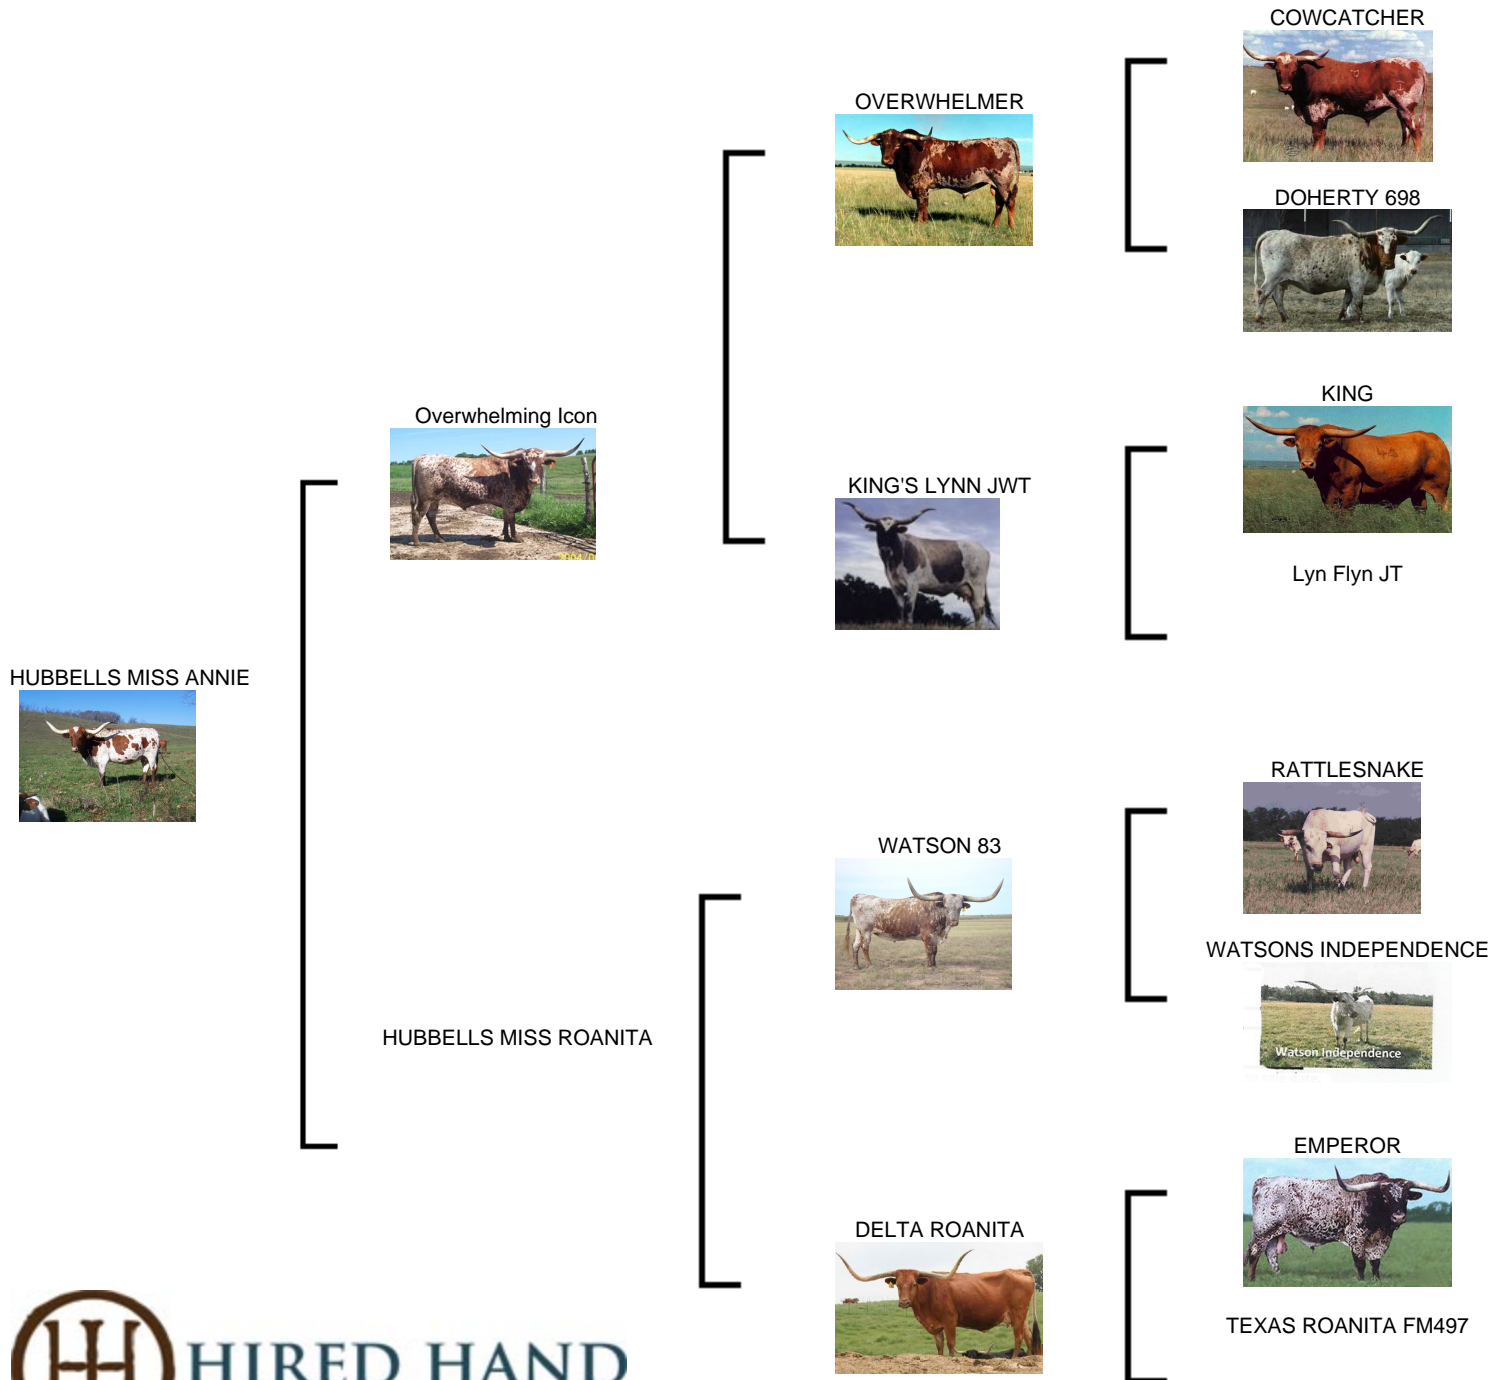 COWCATCHER
OVERWHELMER
DOHERTY 698
KING
Overwhelming Icon
KING'S LYNN JWT
Lyn Flyn JT
HUBBELLS MISS ANNIE
RATTLESNAKE
WATSON 83
WATSONS INDEPENDENCE
Watson Independence
HUBBELLS MISS ROANITA
EMPEROR
DELTA ROANITA
TEXAS ROANITA FM497
HIRED HAND